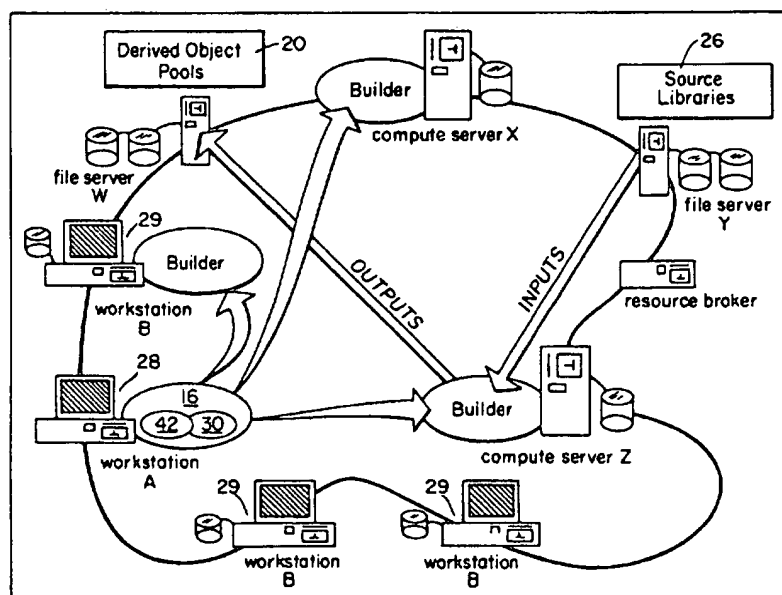 Derived Object
Pools
20
Builder
compute server X
26
Source
Libraries
file server
W
file server
Y
29
Builder
workstation
B
OUTPUTS
INPUTS
resource broker
28
16
42
30
workstation
A
Builder
compute server Z
29
workstation
B
29
workstation
B